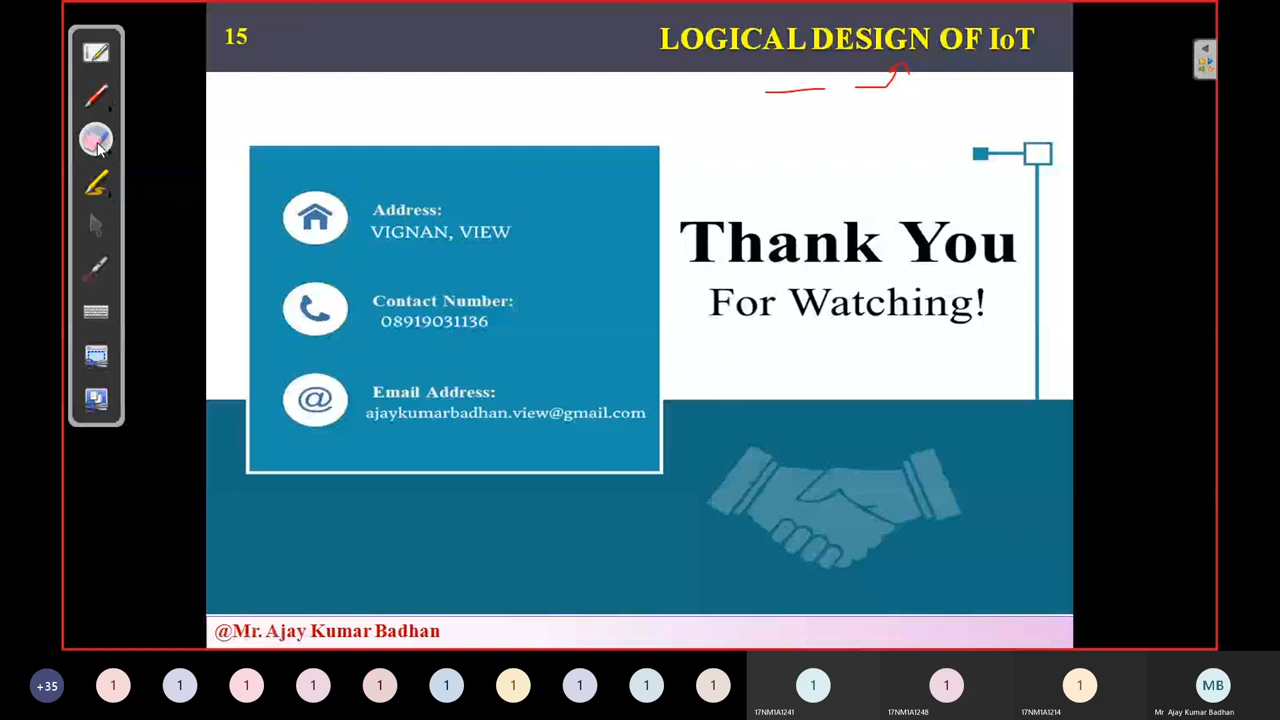 15
LOGICAL DESIGN OF IoT
Address:
VIGNAN, VIEW
Contact Number:
08919031136
Email Address:
ajaykumarbadhan.view@gmail.com
Thank You
For Watching!
@Mr. Ajay Kumar Badhan
+35
1
1
1
1
1
1
1
1
1
1
1
1
1
MB
17NM1A1241
17NM1A1248
17NM1A1214
Mr Ajay Kumar Badhan